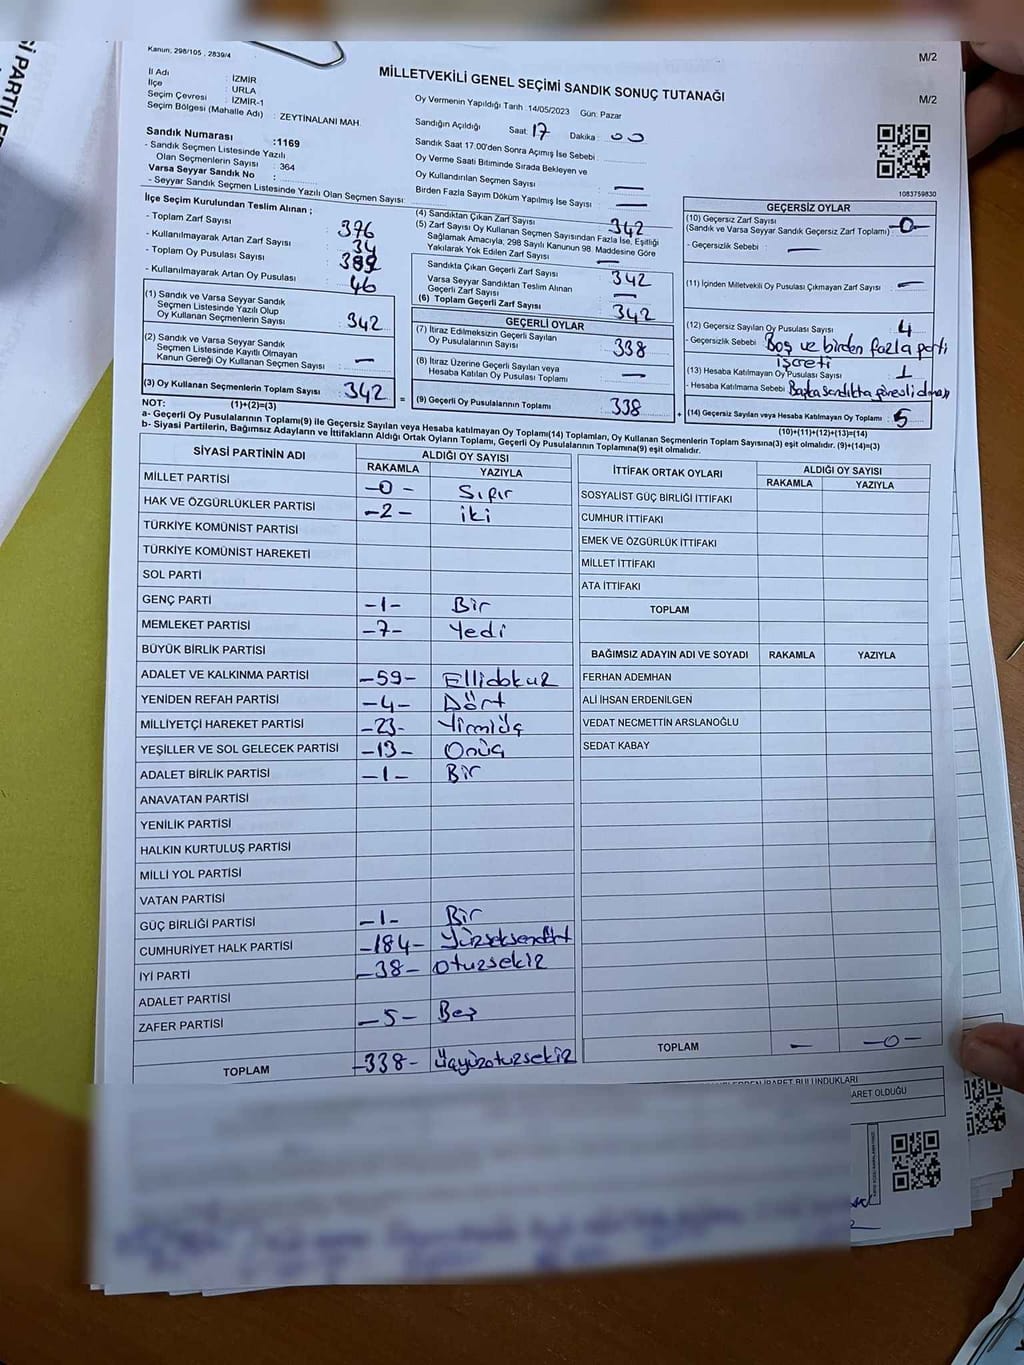 Kanun, 298/105 , 2839/4
M/2
MİLLETVEKİLİ GENEL SEÇİMİ SANDIK SONUÇ TUTANAĞI
M/2
İl Adı : İZMİR
İlçe : URLA
Seçim Çevresi : İZMİR-1
Seçim Bölgesi (Mahalle Adı) : ZEYTİNALANI MAH.
Oy Vermenin Yapıldığı Tarih :14/05/2023 Gün: Pazar
Sandığın Açıldığı Saat: 17 Dakika : 00
Sandık Saat 17.00'den Sonra Açımış İse Sebebi :
Oy Verme Saati Bitiminde Sırada Bekleyen ve
Oy Kullandırılan Seçmen Sayısı : —
Birden Fazla Sayım Döküm Yapılmış İse Sayısı : —
Sandık Numarası :1169
- Sandık Seçmen Listesinde Yazılı
Olan Seçmenlerin Sayısı : 364
Varsa Seyyar Sandık No :
- Seyyar Sandık Seçmen Listesinde Yazılı Olan Seçmen Sayısı:
1083759830
İlçe Seçim Kurulundan Teslim Alınan ;
- Toplam Zarf Sayısı : 376
- Kullanılmayarak Artan Zarf Sayısı : 34
- Toplam Oy Pusulası Sayısı :
- Kullanılmayarak Artan Oy Pusulası : 46
(1) Sandık ve Varsa Seyyar Sandık
Seçmen Listesinde Yazılı Olup
Oy Kullanan Seçmenlerin Sayısı : 342
(2) Sandık ve Varsa Seyyar Sandık
Seçmen Listesinde Kayıtlı Olmayan
Kanun Gereği Oy Kullanan Seçmen Sayısı : —
(3) Oy Kullanan Seçmenlerin Toplam Sayısı : 342
(4) Sandıktan Çıkan Zarf Sayısı : 342
(5) Zarf Sayısı Oy Kullanan Seçmen Sayısından Fazla İse, Eşitliği
Sağlamak Amacıyla, 298 Sayılı Kanunun 98. Maddesine Göre
Yakılarak Yok Edilen Zarf Sayısı : —
Sandıkta Çıkan Geçerli Zarf Sayısı : 342
Varsa Seyyar Sandıktan Teslim Alınan
Geçerli Zarf Sayısı : —
(6) Toplam Geçerli Zarf Sayısı : 342
GEÇERLİ OYLAR
(7) İtiraz Edilmeksizin Geçerli Sayılan
Oy Pusulalarının Sayısı : 338
(8) İtiraz Üzerine Geçerli Sayılan veya
Hesaba Katılan Oy Pusulası Toplamı : —
= (9) Geçerli Oy Pusulalarının Toplamı : 338
GEÇERSİZ OYLAR
(10) Geçersiz Zarf Sayısı
(Sandık ve Varsa Seyyar Sandık Geçersiz Zarf Toplamı) : -0-
- Geçersizlik Sebebi : —
(11) İçinden Milletvekili Oy Pusulası Çıkmayan Zarf Sayısı : —
(12) Geçersiz Sayılan Oy Pusulası Sayısı : 4
- Geçersizlik Sebebi : Boş ve birden fazla parti
işareti
(13) Hesaba Katılmayan Oy Pusulası Sayısı : 1
- Hesaba Katılmama Sebebi : Başka sandıkta görevli olması
+ (14) Geçersiz Sayılan veya Hesaba Katılmayan Oy Toplamı : 5
(10)+(11)+(12)+(13)=(14)
NOT: (1)+(2)=(3)
a- Geçerli Oy Pusulalarının Toplamı(9) ile Geçersiz Sayılan veya Hesaba katılmayan Oy Toplamı(14) Toplamları, Oy Kullanan Seçmenlerin Toplam Sayısına(3) eşit olmalıdır. (9)+(14)=(3)
b- Siyasi Partilerin, Bağımsız Adayların ve İttifakların Aldığı Ortak Oyların Toplamı, Geçerli Oy Pusulalarının Toplamına(9) eşit olmalıdır.
SİYASİ PARTİNİN ADI ALDIĞI OY SAYISI
RAKAMLA YAZIYLA
MİLLET PARTİSİ -0- Sıfır
HAK VE ÖZGÜRLÜKLER PARTİSİ -2- iki
TÜRKİYE KOMÜNİST PARTİSİ
TÜRKİYE KOMÜNİST HAREKETİ
SOL PARTİ
GENÇ PARTİ -1- Bir
MEMLEKET PARTİSİ -7- Yedi
BÜYÜK BİRLİK PARTİSİ
ADALET VE KALKINMA PARTİSİ -59- Ellidokuz
YENİDEN REFAH PARTİSİ -4- Dört
MİLLİYETÇİ HAREKET PARTİSİ -23- Yirmiüç
YEŞİLLER VE SOL GELECEK PARTİSİ -13- Onüç
ADALET BİRLİK PARTİSİ -1- Bir
ANAVATAN PARTİSİ
YENİLİK PARTİSİ
HALKIN KURTULUŞ PARTİSİ
MİLLİ YOL PARTİSİ
VATAN PARTİSİ
GÜÇ BİRLİĞİ PARTİSİ -1- Bir
CUMHURİYET HALK PARTİSİ -184- Yüzseksendört
İYİ PARTİ -38- Otuzsekiz
ADALET PARTİSİ
ZAFER PARTİSİ -5- Beş
TOPLAM -338- Üçyüzotuzsekiz
İTTİFAK ORTAK OYLARI ALDIĞI OY SAYISI
RAKAMLA YAZIYLA
SOSYALİST GÜÇ BİRLİĞİ İTTİFAKI
CUMHUR İTTİFAKI
EMEK VE ÖZGÜRLÜK İTTİFAKI
MİLLET İTTİFAKI
ATA İTTİFAKI
TOPLAM
BAĞIMSIZ ADAYIN ADI VE SOYADI RAKAMLA YAZIYLA
FERHAN ADEMHAN
ALİ İHSAN ERDENİLGEN
VEDAT NECMETTİN ARSLANOĞLU
SEDAT KABAY
TOPLAM — -0-
BULUNDUKLARI
OLDUĞU